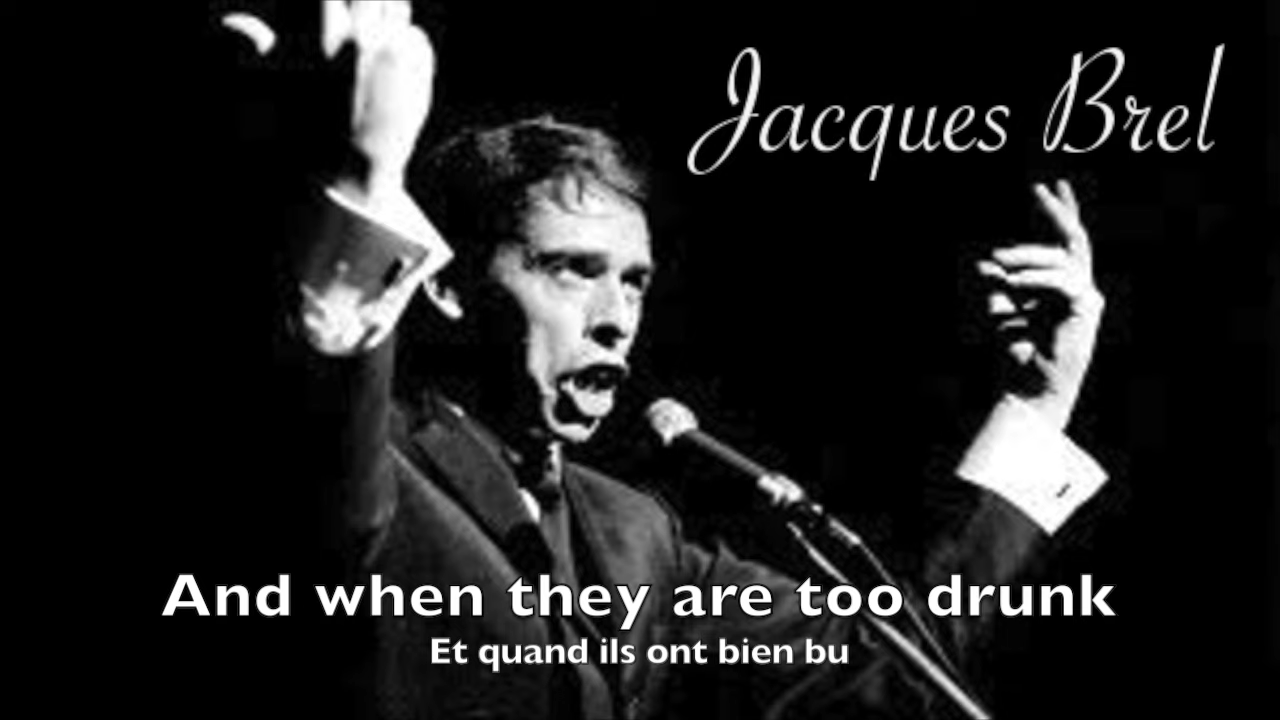 Jacques Brel
And when they are too drunk
Et quand ils ont bien bu